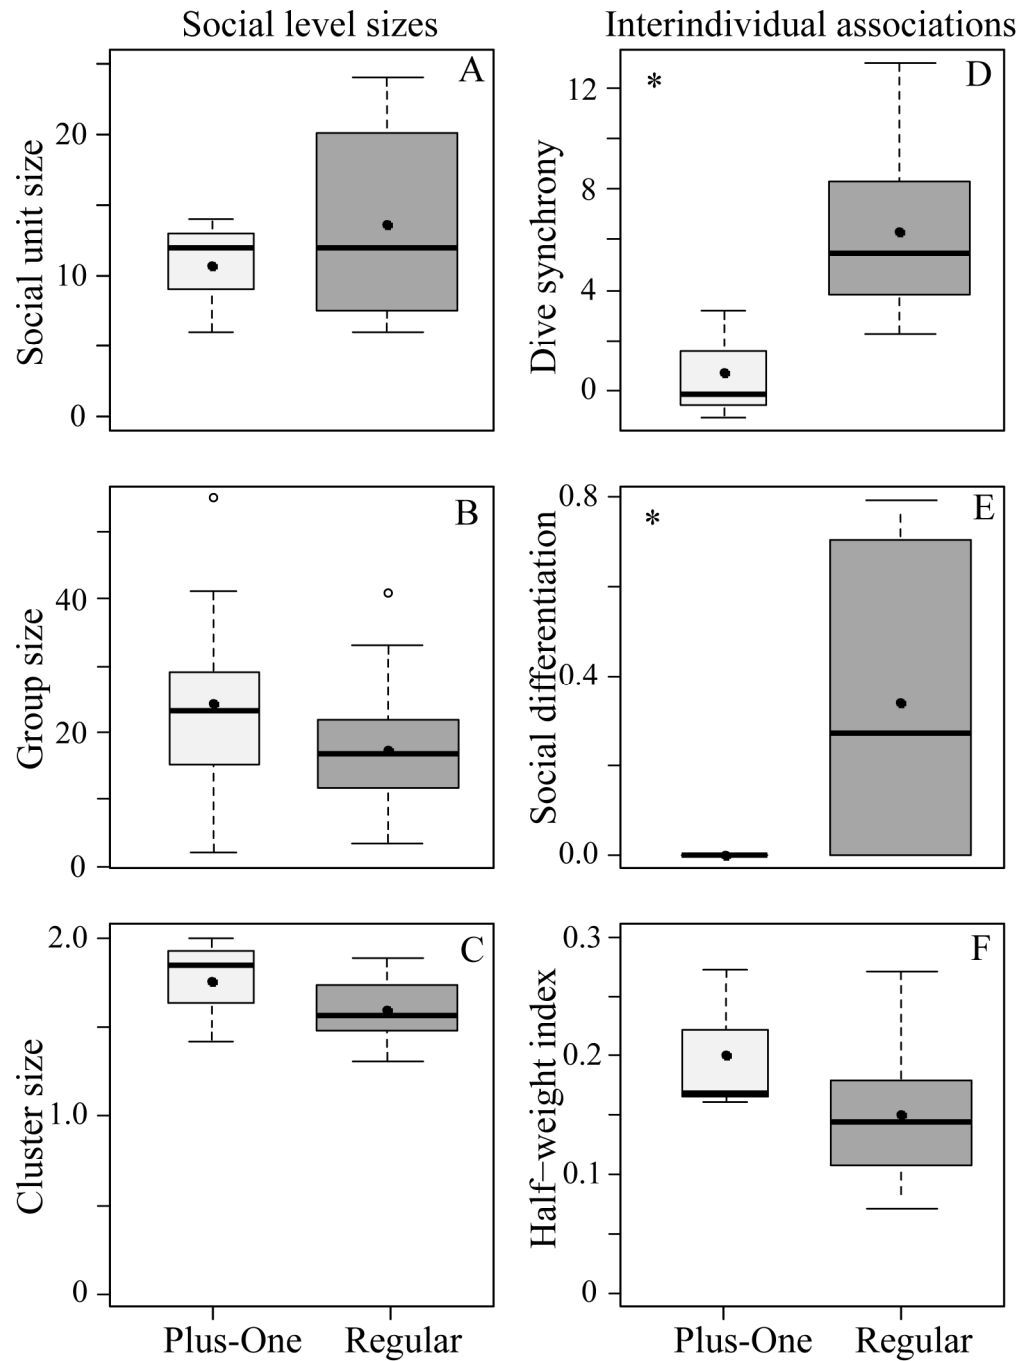 Social level sizes
Interindividual associations
A
Social unit size
20
10
0
D
*
Dive synchrony
12
8
4
0
B
Group size
40
20
0
E
*
Social differentiation
0.8
0.4
0.0
C
Cluster size
2.0
1.0
0
F
Half−weight index
0.3
0.2
0.1
0
Plus-One Regular
Plus-One Regular